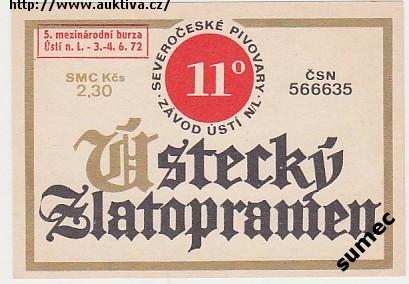 http://www.auktiva.cz
5. mezinárodní burza
Ústí n. L. - 3.-4. 6. 72
SEVEROČESKÉ PIVOVARY
11°
ZÁVOD ÚSTÍ N/L
SMC Kčs
2,30
ČSN
566635
Ústecký
Zlatopramen
sumec